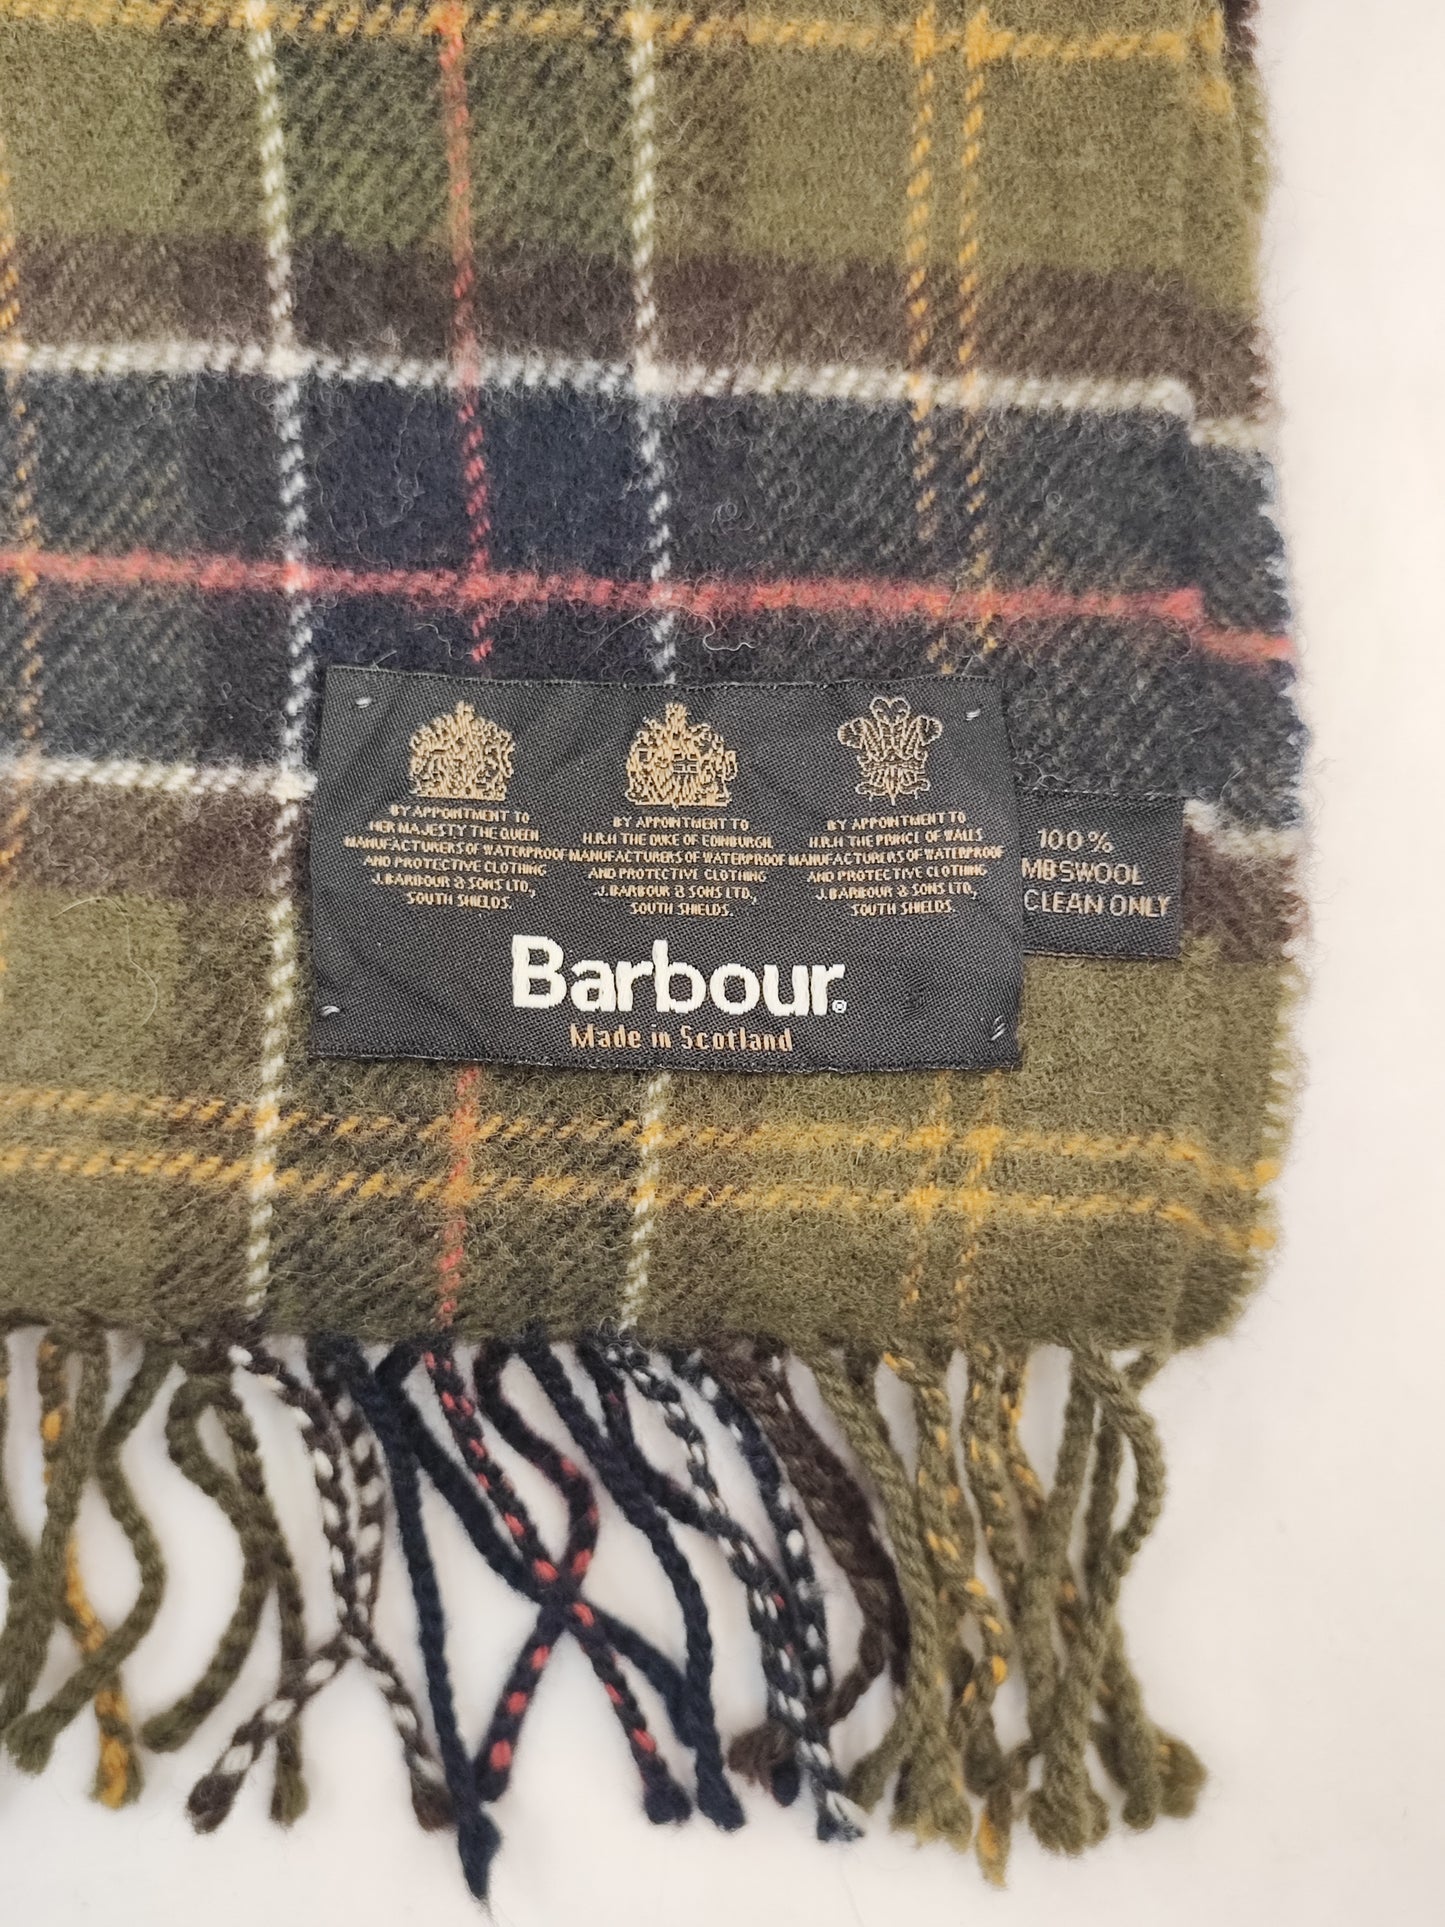 BY APPOINTMENT TO
HER MAJESTY THE QUEEN
MANUFACTURERS OF WATERPROOF
AND PROTECTIVE CLOTHING
J. BARBOUR & SONS LTD.,
SOUTH SHIELDS.
BY APPOINTMENT TO
H.R.H THE DUKE OF EDINBURGH
MANUFACTURERS OF WATERPROOF
AND PROTECTIVE CLOTHING
J. BARBOUR & SONS LTD.,
SOUTH SHIELDS.
BY APPOINTMENT TO
H.R.H THE PRINCE OF WALES
MANUFACTURERS OF WATERPROOF
AND PROTECTIVE CLOTHING
J. BARBOUR & SONS LTD.,
SOUTH SHIELDS.
Barbour®
Made in Scotland
100%
MBSWOOL
CLEAN ONLY